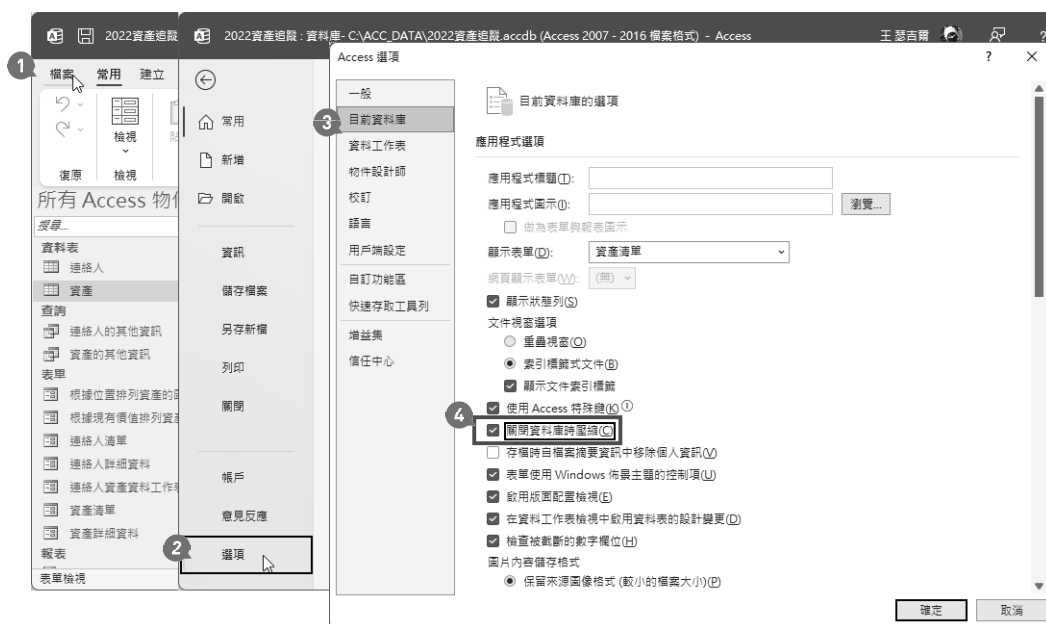 2022資產追蹤
1
檔案 常用 建立
檢視
復原 檢視
所有 Access 物件
搜尋...
資料表
連絡人
資產
查詢
連絡人的其他資訊
資產的其他資訊
表單
根據位置排列資產的
根據現有價值排列資產
連絡人清單
連絡人詳細資料
連絡人資產資料工作
資產清單
資產詳細資料
報表
表單檢視
2022資產追蹤 : 資料庫- C:\ACC_DATA\2022資產追蹤.accdb (Access 2007 - 2016 檔案格式) - Access
王 瑟吉爾
?
常用
新增
開啟
資訊
儲存檔案
另存新檔
列印
關閉
帳戶
意見反應
2
選項
Access 選項
? ×
一般
3
目前資料庫
資料工作表
物件設計師
校訂
語言
用戶端設定
自訂功能區
快速存取工具列
增益集
信任中心
目前資料庫的選項
應用程式選項
應用程式標題(T):
應用程式圖示(I):
瀏覽...
做為表單與報表圖示
顯示表單(D): 資產清單
網頁顯示表單(W): (無)
顯示狀態列(S)
文件視窗選項
重疊視窗(O)
索引標籤式文件(B)
顯示文件索引標籤
使用 Access 特殊鍵(K)
4
關閉資料庫時壓縮(C)
存檔時自檔案摘要資訊中移除個人資訊(V)
表單使用 Windows 佈景主題的控制項(U)
啟用版面配置檢視(E)
在資料工作表檢視中啟用資料表的設計變更(D)
檢查被截斷的數字欄位(H)
圖片內容儲存格式
保留來源圖像格式 (較小的檔案大小)(P)
確定 取消